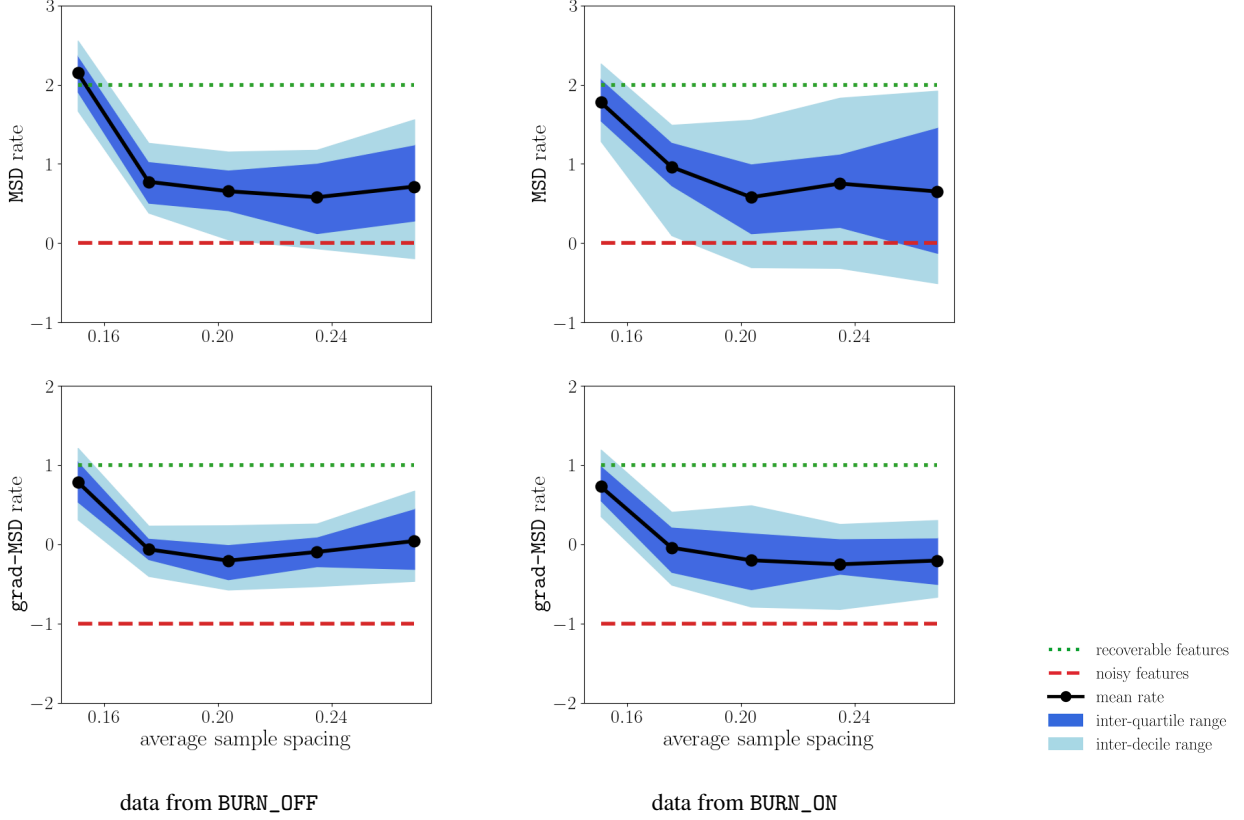 3
2
1
0
−1
MSD rate
0.16
0.20
0.24
3
2
1
0
−1
MSD rate
0.16
0.20
0.24
2
1
0
−1
−2
grad-MSD rate
0.16
0.20
0.24
average sample spacing
2
1
0
−1
−2
grad-MSD rate
0.16
0.20
0.24
average sample spacing
recoverable features
noisy features
mean rate
inter-quartile range
inter-decile range
data from BURN_OFF
data from BURN_ON